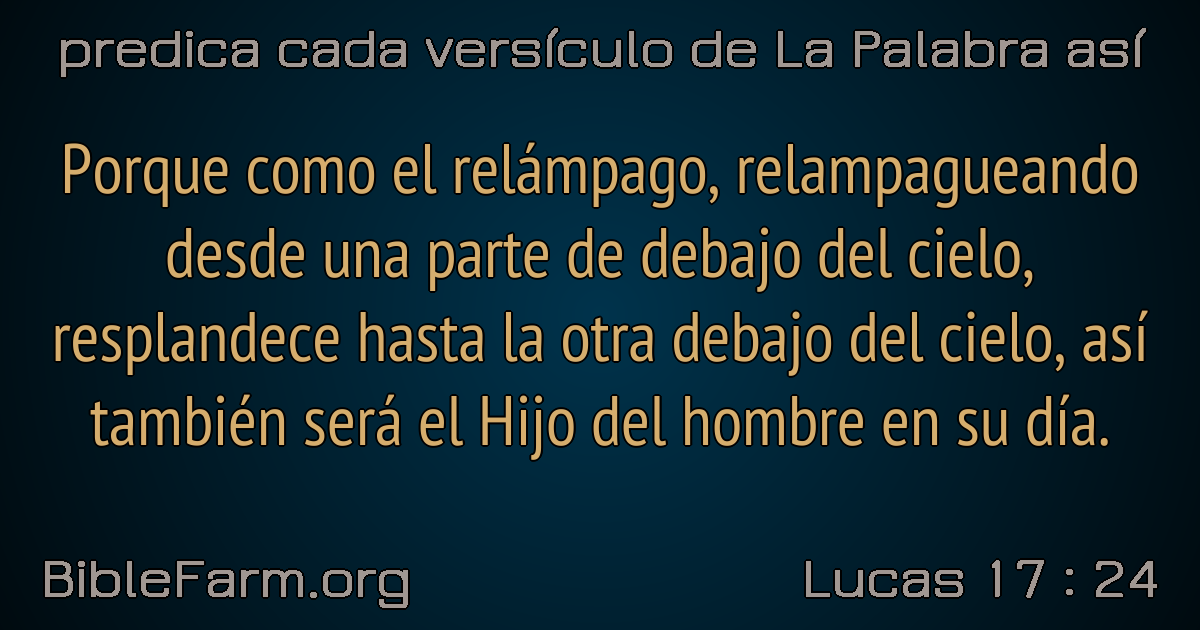 predica cada versículo de La Palabra así
Porque como el relámpago, relampagueando
desde una parte de debajo del cielo,
resplandece hasta la otra debajo del cielo, así
también será el Hijo del hombre en su día.
BibleFarm.org
Lucas 17 : 24